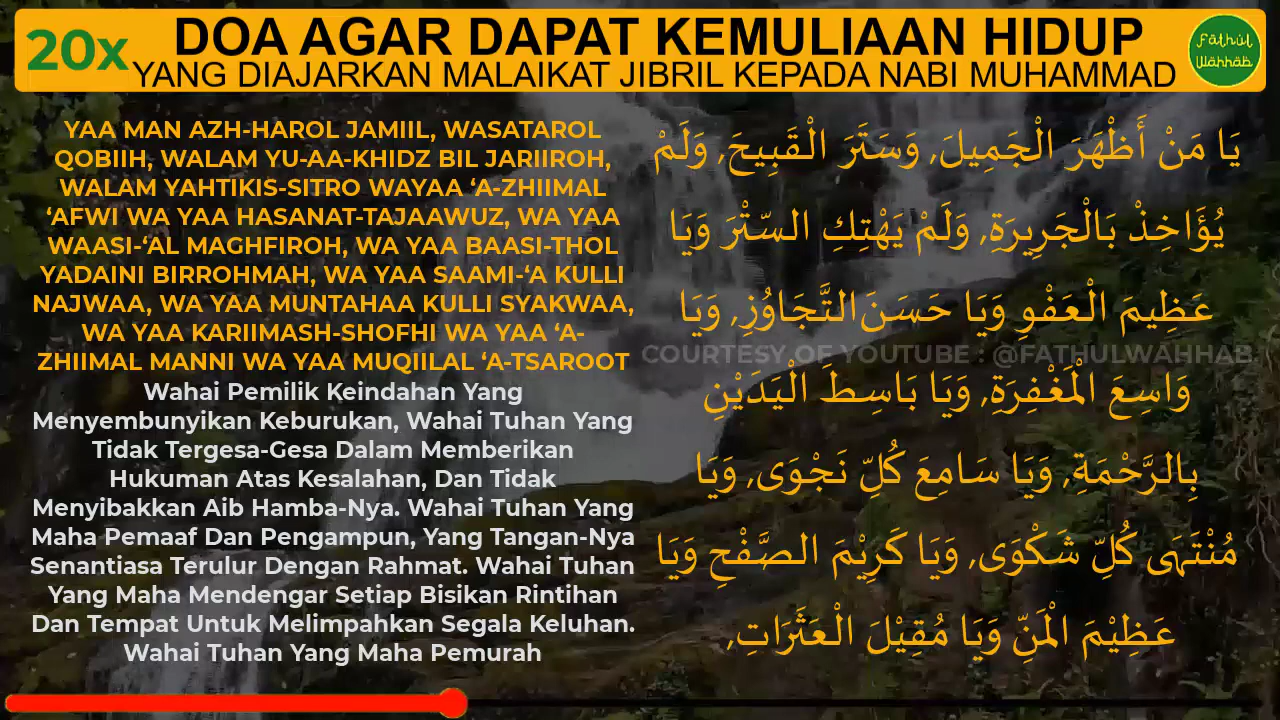 20x
DOA AGAR DAPAT KEMULIAAN HIDUP
YANG DIAJARKAN MALAIKAT JIBRIL KEPADA NABI MUHAMMAD
Fathul
Wahhab
YAA MAN AZH-HAROL JAMIIL, WASATAROL
QOBIIH, WALAM YU-AA-KHIDZ BIL JARIIROH,
WALAM YAHTIKIS-SITRO WAYAA ‘A-ZHIIMAL
‘AFWI WA YAA HASANAT-TAJAAWUZ, WA YAA
WAASI-‘AL MAGHFIROH, WA YAA BAASI-THOL
YADAINI BIRROHMAH, WA YAA SAAMI-‘A KULLI
NAJWAA, WA YAA MUNTAHAA KULLI SYAKWAA,
WA YAA KARIIMASH-SHOFHI WA YAA ‘A-
ZHIIMAL MANNI WA YAA MUQIILAL ‘A-TSAROOT
Wahai Pemilik Keindahan Yang
Menyembunyikan Keburukan, Wahai Tuhan Yang
Tidak Tergesa-Gesa Dalam Memberikan
Hukuman Atas Kesalahan, Dan Tidak
Menyibakkan Aib Hamba-Nya. Wahai Tuhan Yang
Maha Pemaaf Dan Pengampun, Yang Tangan-Nya
Senantiasa Terulur Dengan Rahmat. Wahai Tuhan
Yang Maha Mendengar Setiap Bisikan Rintihan
Dan Tempat Untuk Melimpahkan Segala Keluhan.
Wahai Tuhan Yang Maha Pemurah
يَا مَنْ أَظْهَرَ الْجَمِيلَ, وَسَتَرَ الْقَبِيحَ, وَلَمْ
يُؤَاخِذْ بَالْجَرِيرَةِ, وَلَمْ يَهْتِكِ السّتْرَ وَيَا
عَظِيمَ الْعَفْوِ وَيَا حَسَنَ التَّجَاوُزِ, وَيَا
COURTESY OF YOUTUBE : @FATHULWAHHAB
وَاسِعَ الْمَغْفِرَةِ, وَيَا بَاسِطَ الْيَدَيْنِ
بِالرَّحْمَةِ, وَيَا سَامِعَ كُلِّ نَجْوَى, وَيَا
مُنْتَهَى كُلِّ شَكْوَى, وَيَا كَرِيْمَ الصَّفْحِ وَيَا
عَظِيْمَ الْمَنِّ وَيَا مُقِيْلَ الْعَثَرَاتِ,